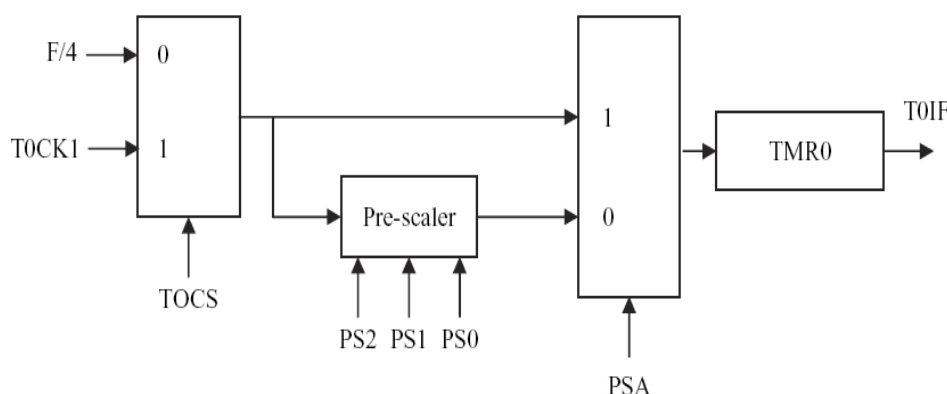 F/4
0
T0CK1
1
TOCS
Pre-scaler
PS2 PS1 PS0
1
0
PSA
TMR0
T0IF